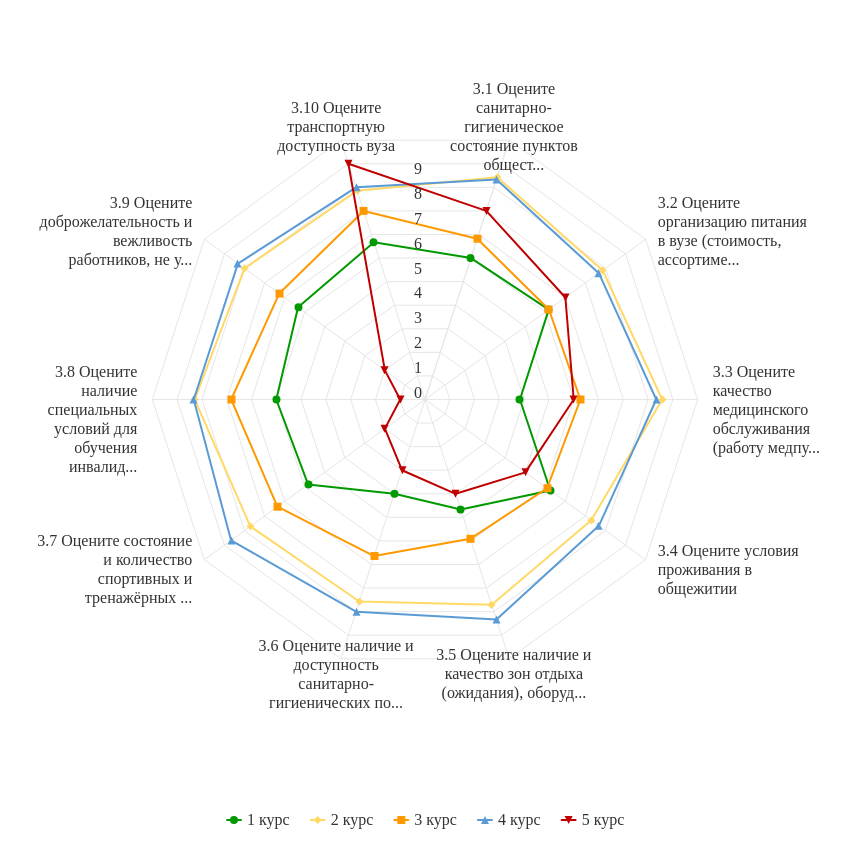 3.1 Оцените
санитарно-
гигиеническое
состояние пунктов
общест...
3.10 Оцените
транспортную
доступность вуза
3.2 Оцените
организацию питания
в вузе (стоимость,
ассортиме...
3.9 Оцените
доброжелательность и
вежливость
работников, не у...
9
8
7
6
5
4
3
2
1
0
3.3 Оцените
качество
медицинского
обслуживания
(работу медпу...
3.8 Оцените
наличие
специальных
условий для
обучения
инвалид...
3.4 Оцените условия
проживания в
общежитии
3.7 Оцените состояние
и количество
спортивных и
тренажёрных ...
3.6 Оцените наличие и
доступность
санитарно-
гигиенических по...
3.5 Оцените наличие и
качество зон отдыха
(ожидания), оборуд...
1 курс 2 курс 3 курс 4 курс 5 курс